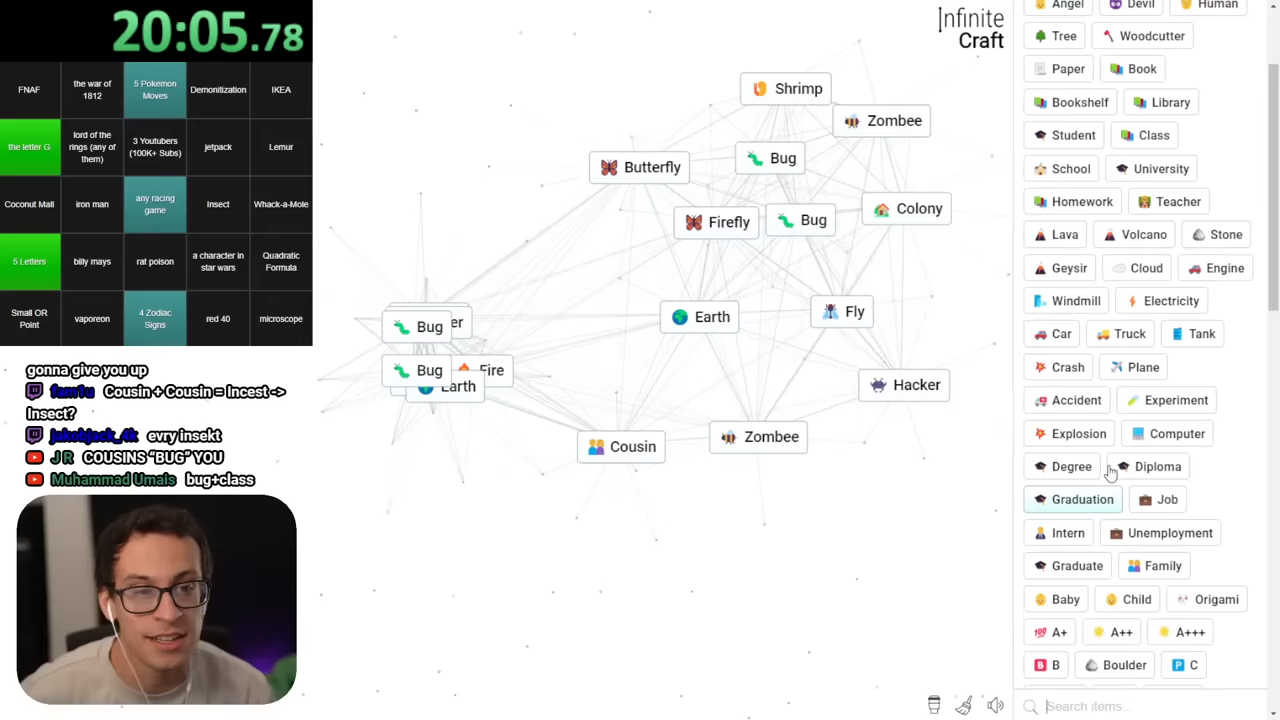 20:05.78
FNAF
the war of
1812
5 Pokemon
Moves
Demonitization
IKEA
the letter G
lord of the
rings (any of
them)
3 Youtubers
(100K+ Subs)
jetpack
Lemur
Coconut Mall
iron man
any racing
game
Insect
Whack-a-Mole
5 Letters
billy mays
rat poison
a character in
star wars
Quadratic
Formula
Small OR
Point
vaporeon
4 Zodiac
Signs
red 40
microscope
gonna give you up
fam1u Cousin + Cousin = Incest ->
Insect?
jakobjack_4k evry insekt
J R COUSINS "BUG" YOU
Muhammad Umais bug+class
Infinite
Craft
Shrimp
Zombee
Bug
Butterfly
Colony
Bug
Firefly
Earth
Fly
Bug er
Bug Fire
Earth
Hacker
Cousin
Zombee
Angel Devil Human
Tree Woodcutter
Paper Book
Bookshelf Library
Student Class
School University
Homework Teacher
Lava Volcano Stone
Geysir Cloud Engine
Windmill Electricity
Car Truck Tank
Crash Plane
Accident Experiment
Explosion Computer
Degree Diploma
Graduation Job
Intern Unemployment
Graduate Family
Baby Child Origami
💯 A+ A++ A+++
B B Boulder P C
Search items...